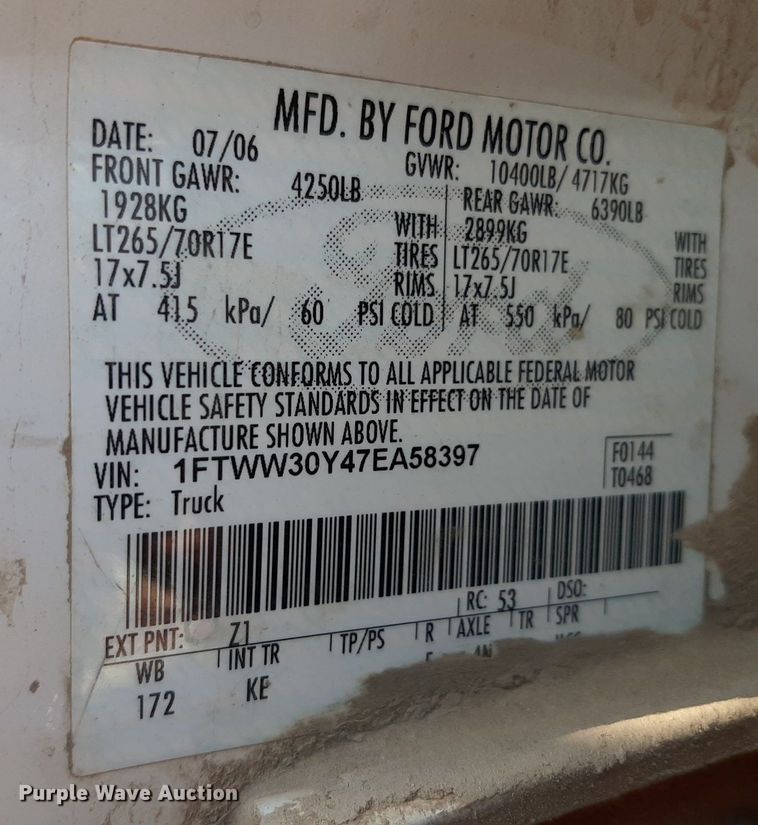 MFD. BY FORD MOTOR CO.
DATE: 07/06 GVWR: 10400LB/ 4717KG
FRONT GAWR: 4250LB REAR GAWR: 6390LB
1928KG WITH 2899KG WITH
LT265/70R17E TIRES LT265/70R17E TIRES
17x7.5J RIMS 17x7.5J RIMS
AT 415 kPa/ 60 PSI COLD AT 550 kPa/ 80 PSI COLD
Ford
THIS VEHICLE CONFORMS TO ALL APPLICABLE FEDERAL MOTOR
VEHICLE SAFETY STANDARDS IN EFFECT ON THE DATE OF
MANUFACTURE SHOWN ABOVE.
VIN: 1FTWW30Y47EA58397 F0144
TYPE: Truck T0468
EXT PNT: Z1 RC: 53 DSO:
WB INT TR TP/PS R AXLE TR SPR
172 KE
Purple Wave Auction